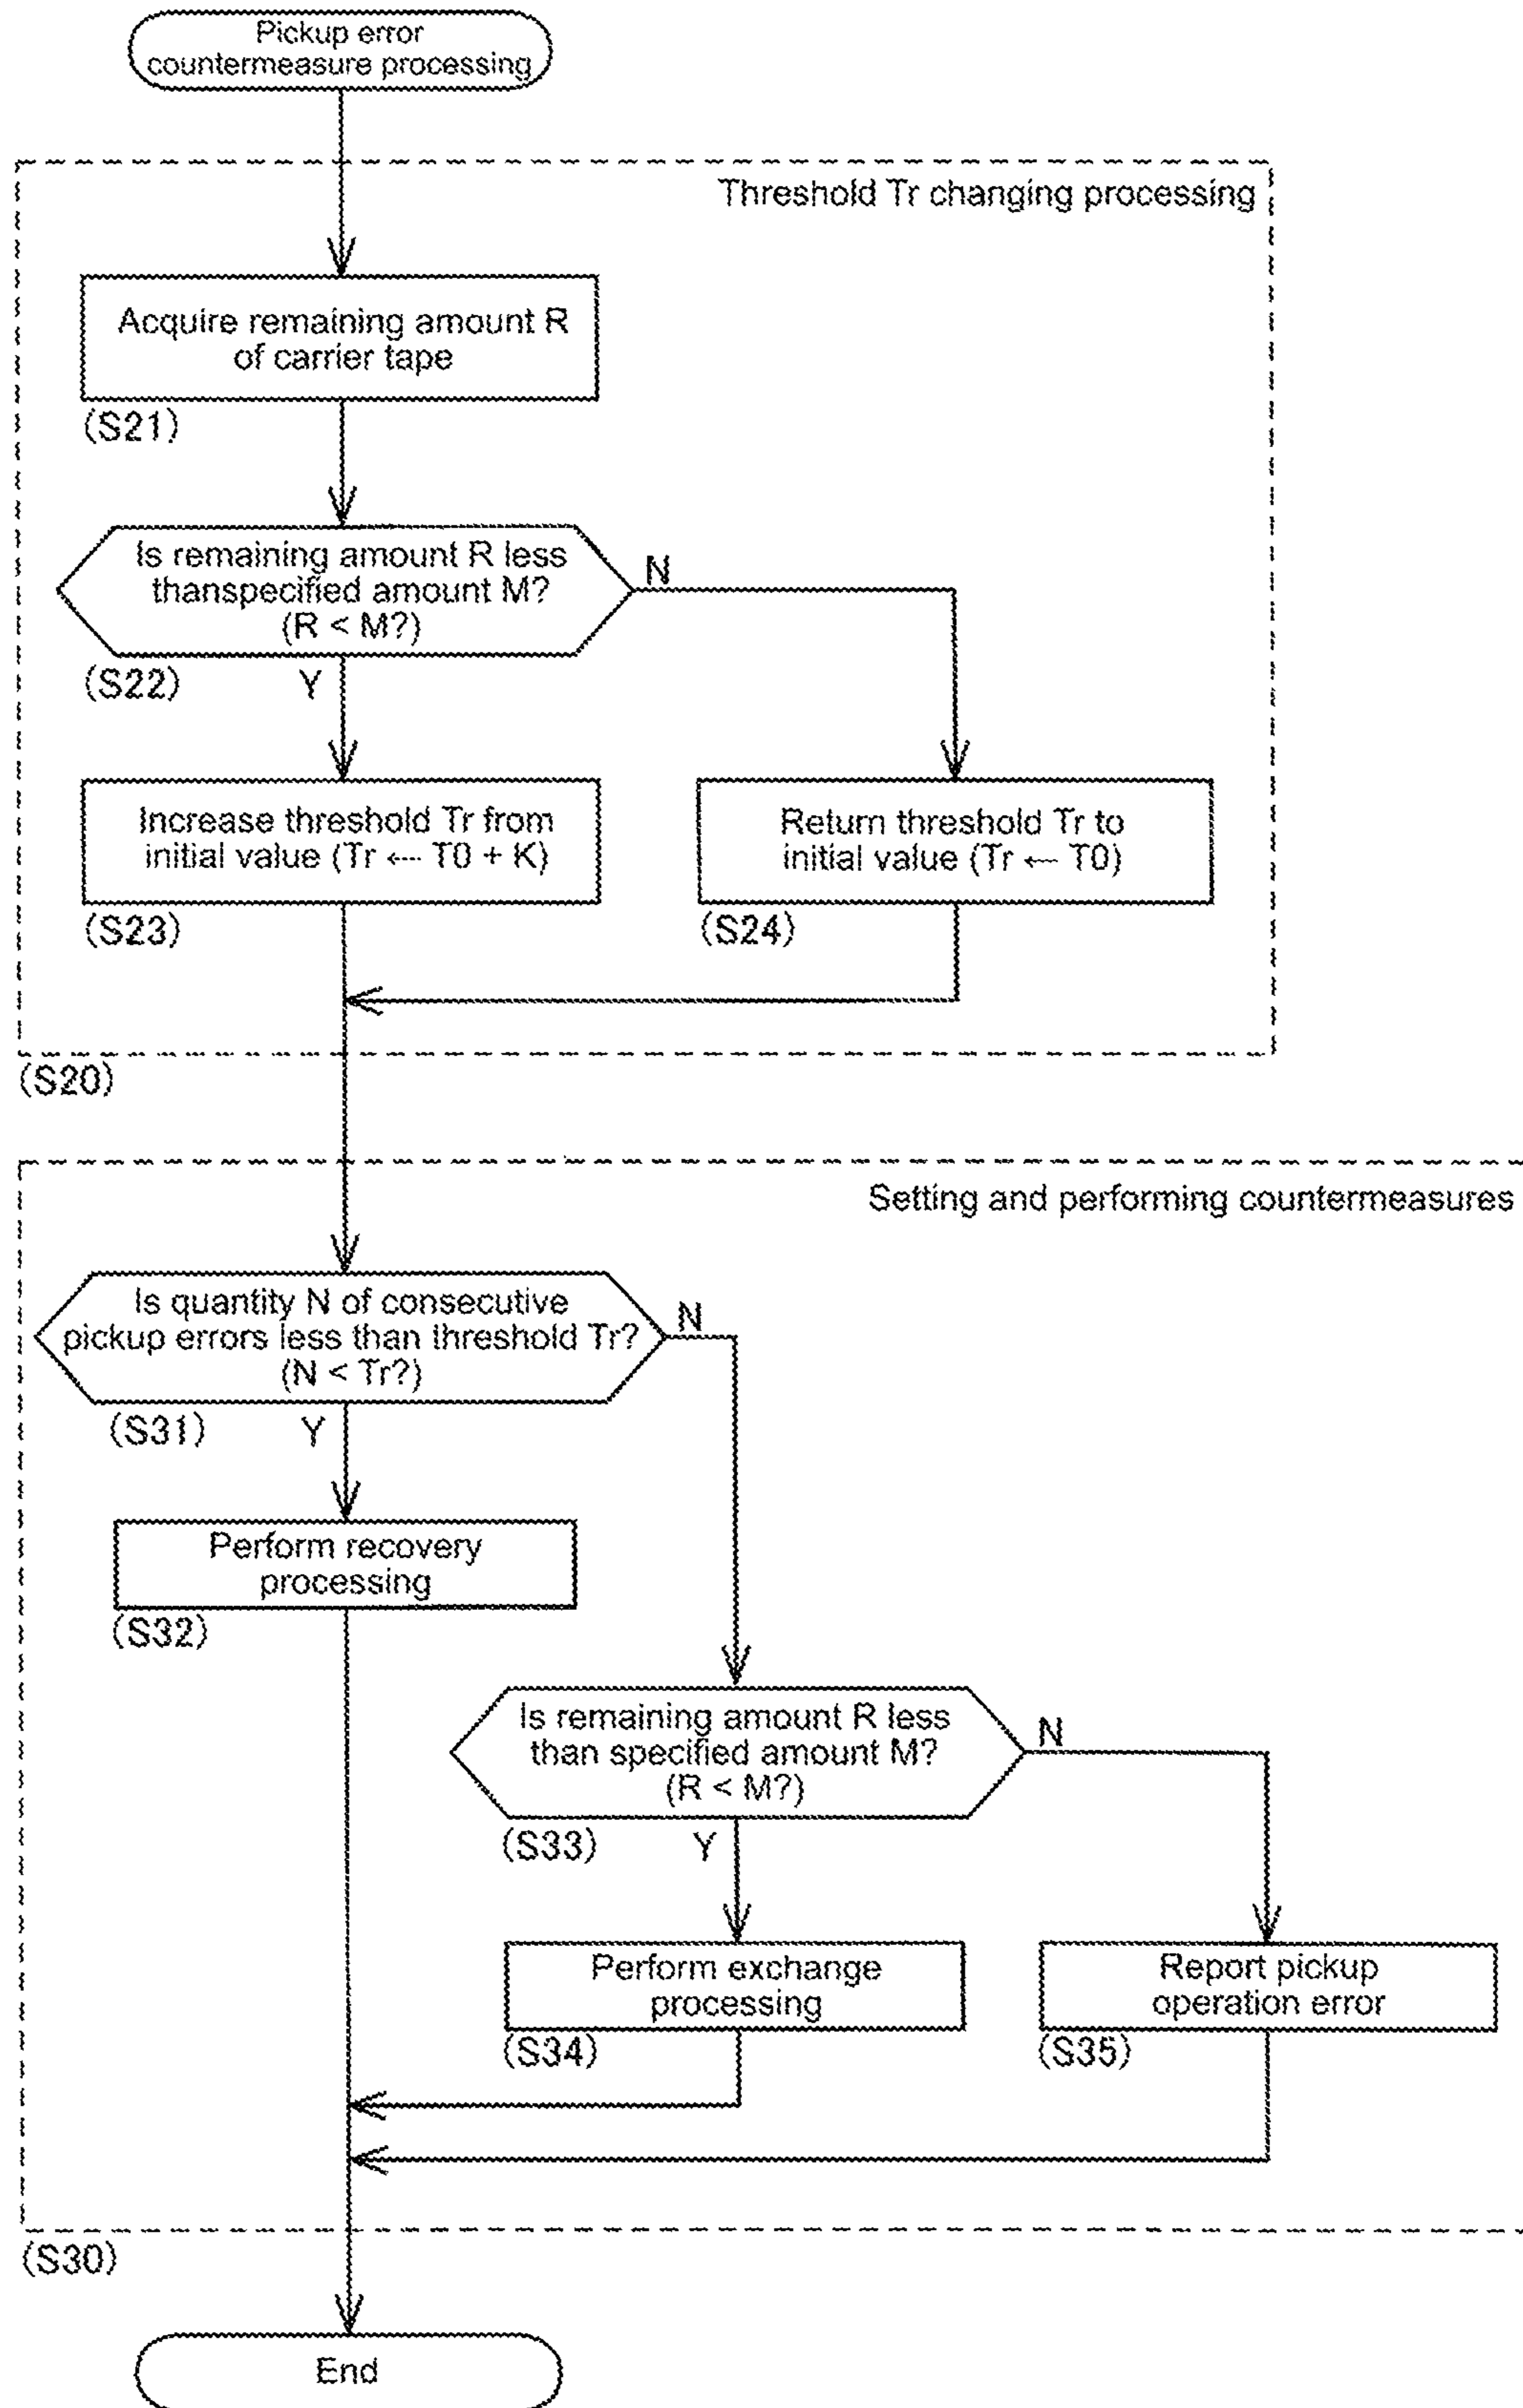 Pickup error
countermeasure processing
Threshold Tr changing processing
Acquire remaining amount R
of carrier tape
(S21)
Is remaining amount R less
thanspecified amount M?
(R < M?)
N
(S22)
Y
Increase threshold Tr from
initial value (Tr ← T0 + K)
(S23)
Return threshold Tr to
initial value (Tr ← T0)
(S24)
(S20)
Setting and performing countermeasures
Is quantity N of consecutive
pickup errors less than threshold Tr?
(N < Tr?)
N
(S31)
Y
Perform recovery
processing
(S32)
Is remaining amount R less
than specified amount M?
(R < M?)
N
(S33)
Y
Perform exchange
processing
(S34)
Report pickup
operation error
(S35)
(S30)
End